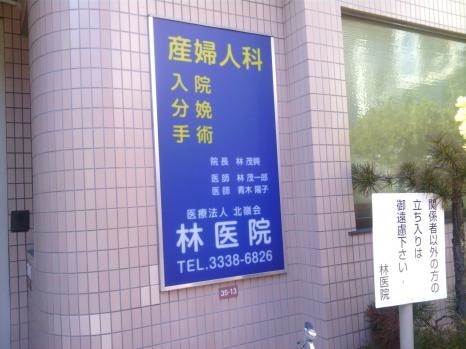 産婦人科
入院
分娩
手術
院長 林 茂興
医師 林 茂一郎
医師 青木 陽子
医療法人 北嶺会
林医院
TEL.3338-6826
35-13
関係者以外の方の
立ち入りは
御遠慮下さい。
林医院